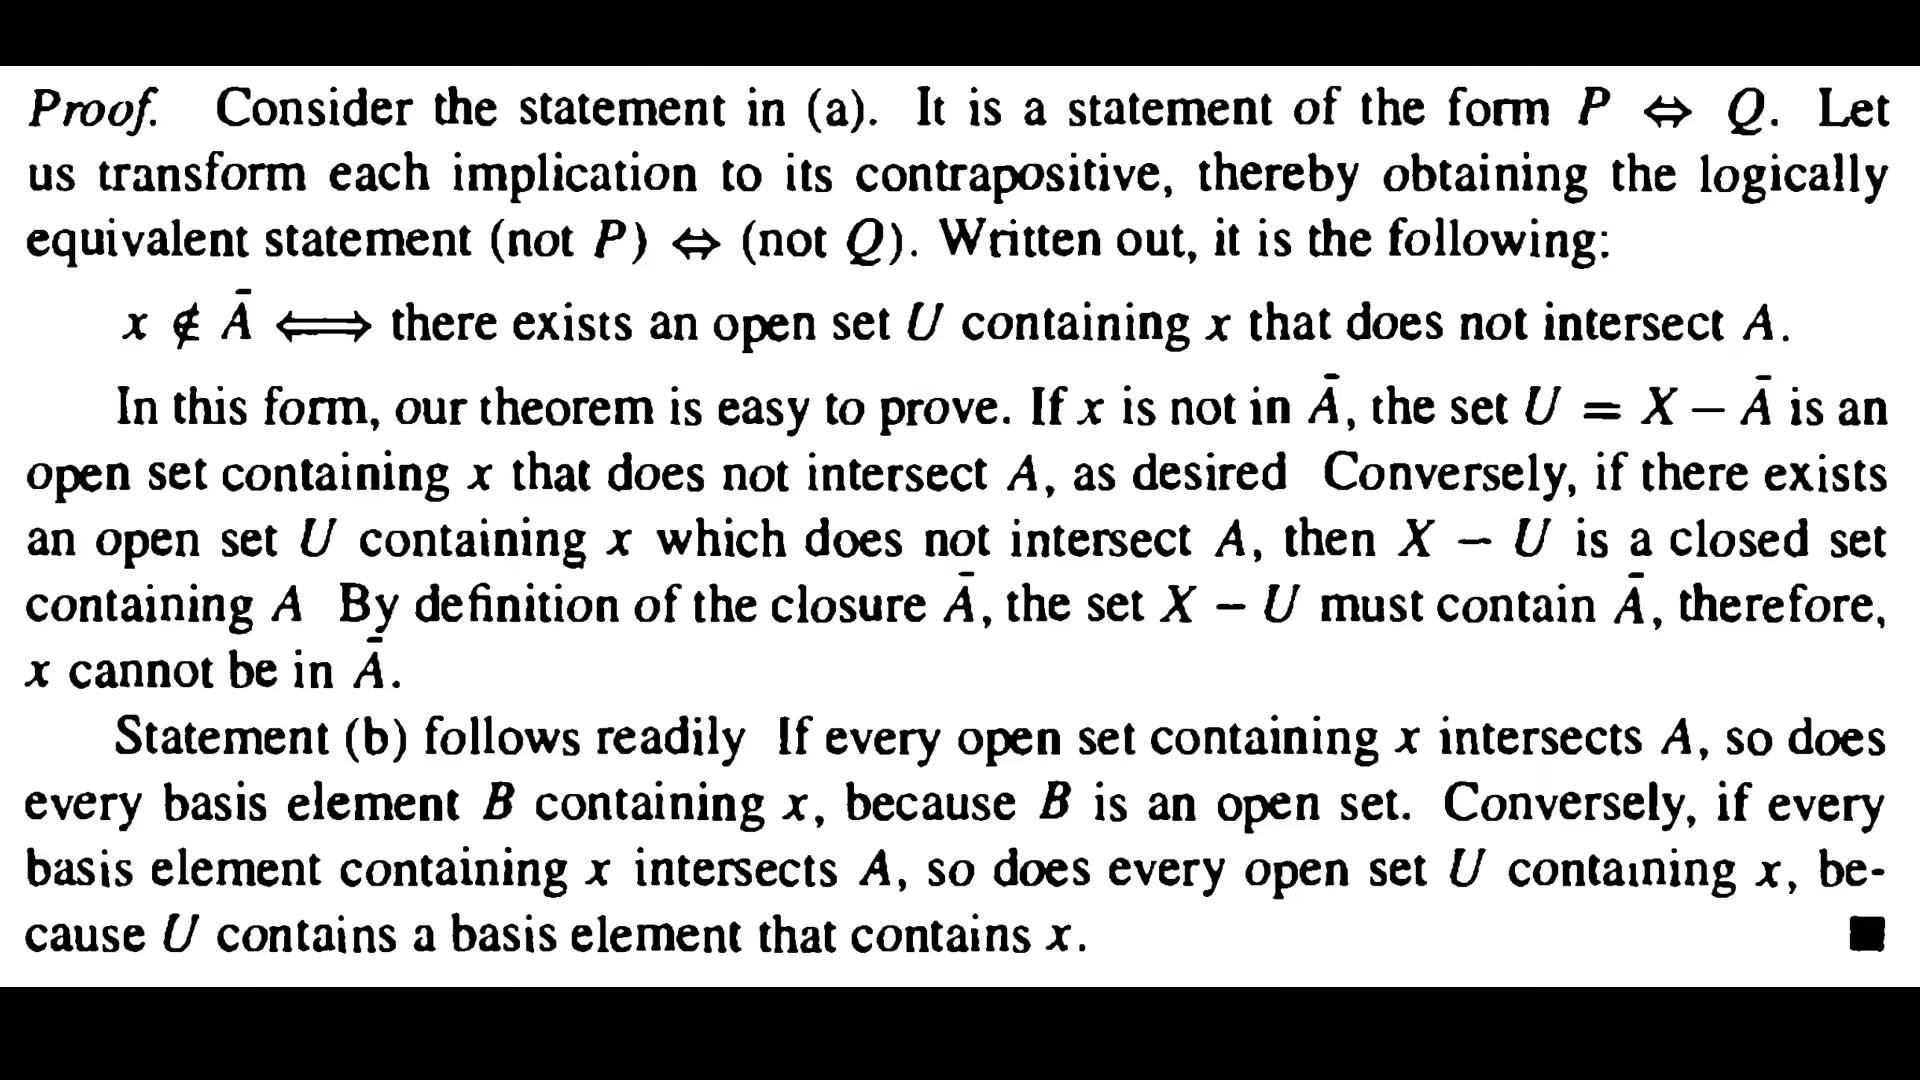 Proof. Consider the statement in (a). It is a statement of the form P ⇔ Q. Let
us transform each implication to its contrapositive, thereby obtaining the logically
equivalent statement (not P) ⇔ (not Q). Written out, it is the following:
x ∉ Ā ⟺ there exists an open set U containing x that does not intersect A.
In this form, our theorem is easy to prove. If x is not in Ā, the set U = X − Ā is an
open set containing x that does not intersect A, as desired Conversely, if there exists
an open set U containing x which does not intersect A, then X − U is a closed set
containing A By definition of the closure Ā, the set X − U must contain Ā, therefore,
x cannot be in Ā.
Statement (b) follows readily If every open set containing x intersects A, so does
every basis element B containing x, because B is an open set. Conversely, if every
basis element containing x intersects A, so does every open set U containing x, be-
cause U contains a basis element that contains x. ■